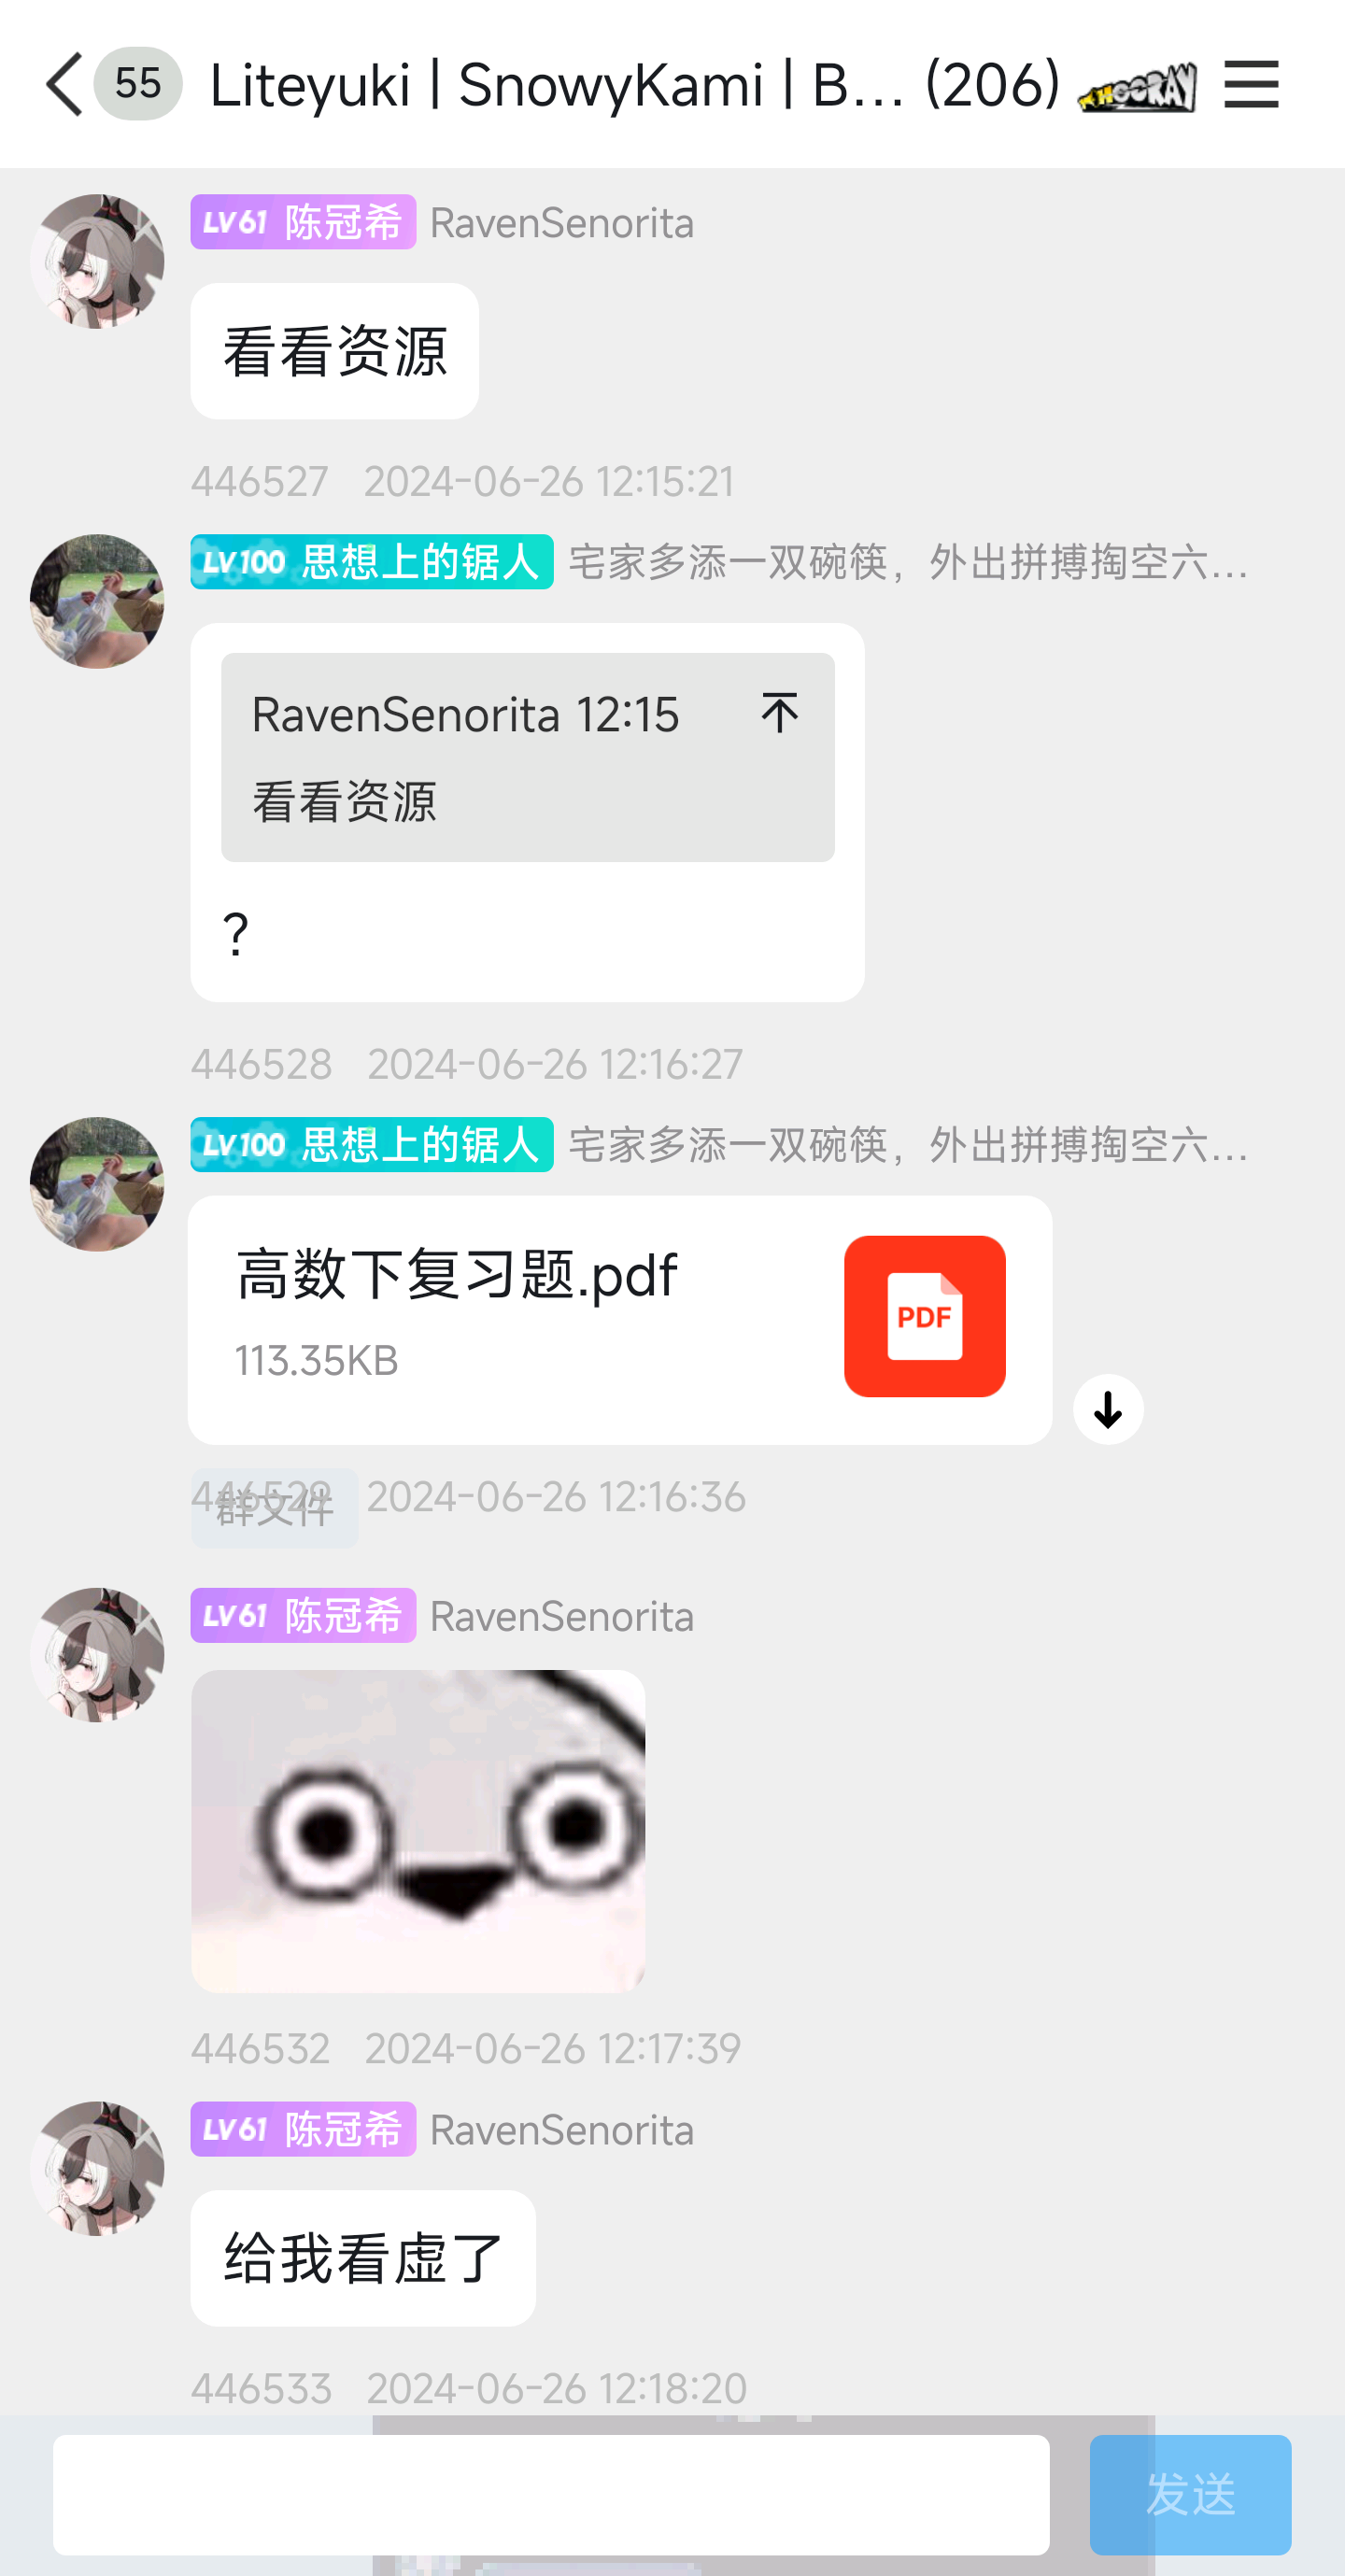 55 Liteyuki | SnowyKami | B... (206) HOORAY
LV61 陈冠希 RavenSenorita
看看资源
446527 2024-06-26 12:15:21
LV100 思想上的锯人 宅家多添一双碗筷，外出拼搏掏空六...
RavenSenorita 12:15
看看资源
？
446528 2024-06-26 12:16:27
LV100 思想上的锯人 宅家多添一双碗筷，外出拼搏掏空六...
高数下复习题.pdf
PDF
113.35KB
446529 2024-06-26 12:16:36
群文件
LV61 陈冠希 RavenSenorita
446532 2024-06-26 12:17:39
LV61 陈冠希 RavenSenorita
给我看虚了
446533 2024-06-26 12:18:20
发送